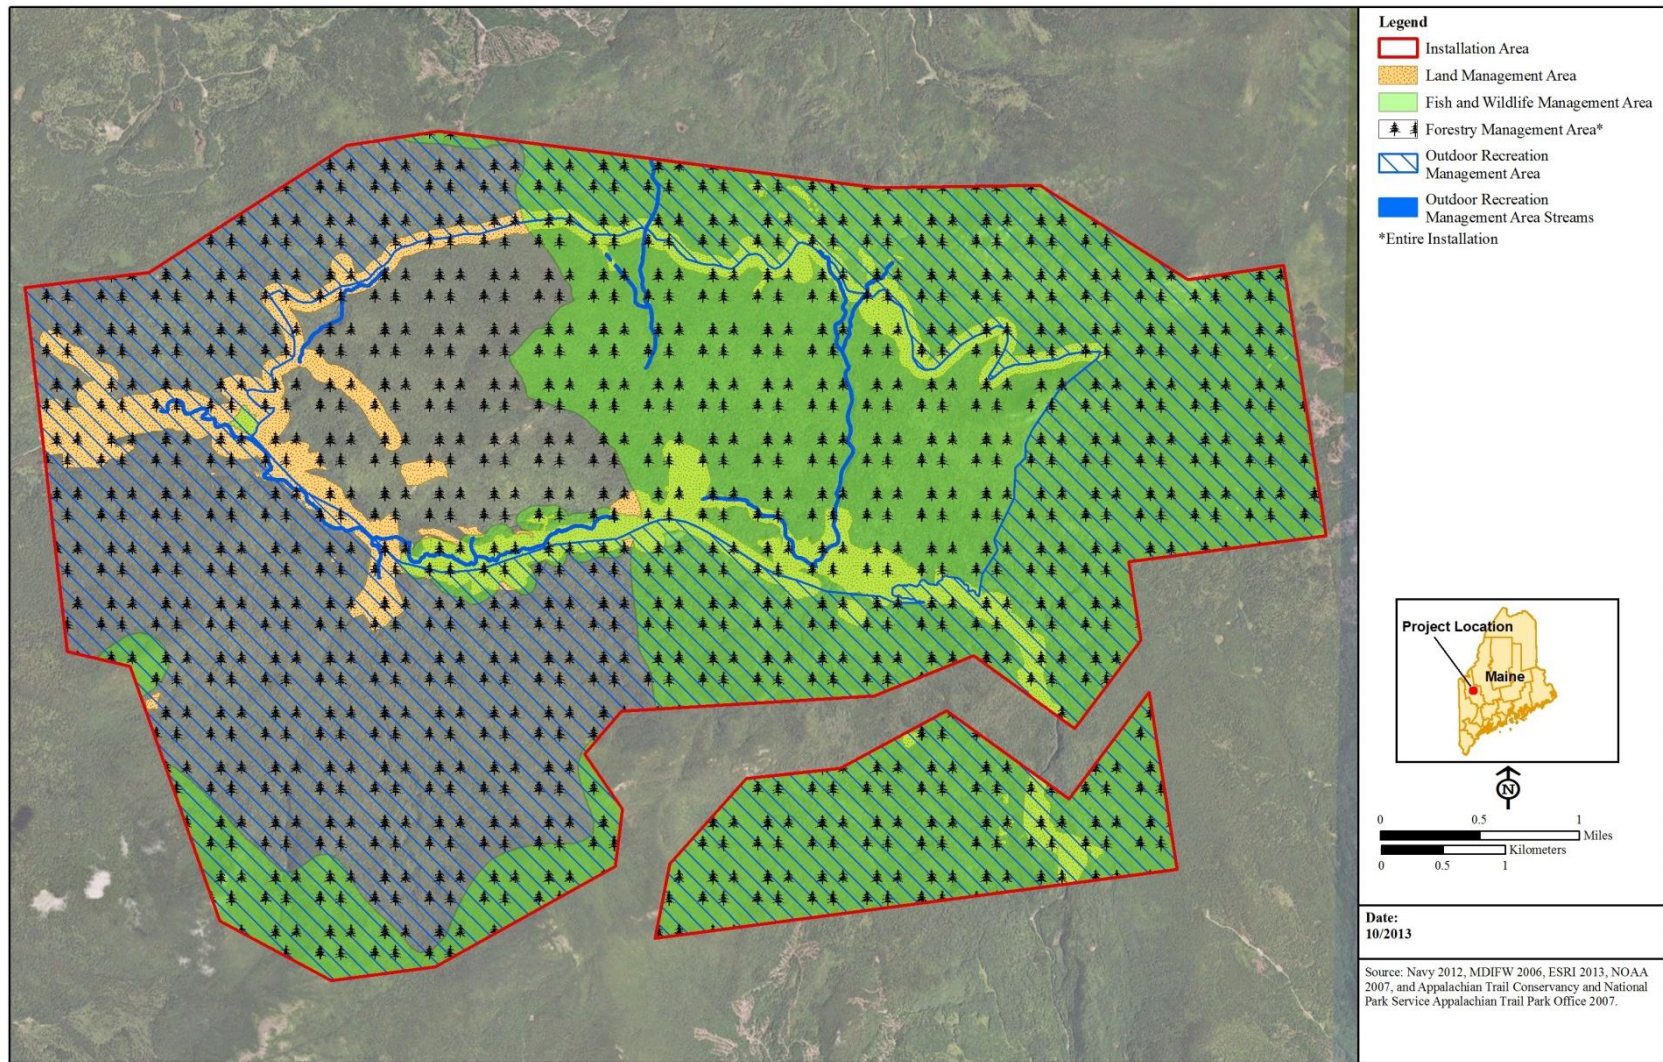 Legend
Installation Area
Land Management Area
Fish and Wildlife Management Area
Forestry Management Area*
Outdoor Recreation
Management Area
Outdoor Recreation
Management Area Streams
*Entire Installation
Project Location
Maine
N
0 0.5 1
Miles
Kilometers
0 0.5 1
Date:
10/2013
Source: Navy 2012, MDIFW 2006, ESRI 2013, NOAA
2007, and Appalachian Trail Conservancy and National
Park Service Appalachian Trail Park Office 2007.